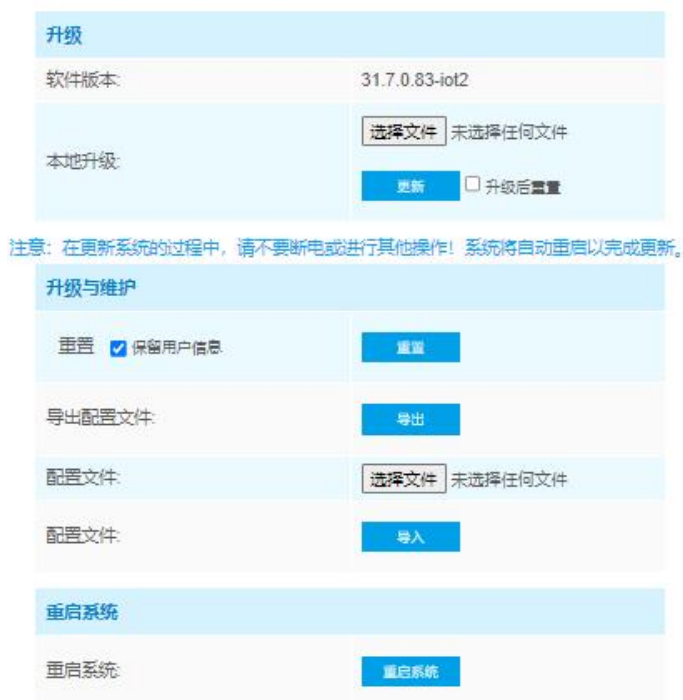 升级
软件版本: 31.7.0.83-iot2
选择文件 未选择任何文件
本地升级:
更新 升级后重置
注意：在更新系统的过程中，请不要断电或进行其他操作！系统将自动重启以完成更新。
升级与维护
重置 保留用户信息 重置
导出配置文件: 导出
配置文件: 选择文件 未选择任何文件
配置文件: 导入
重启系统
重启系统: 重启系统